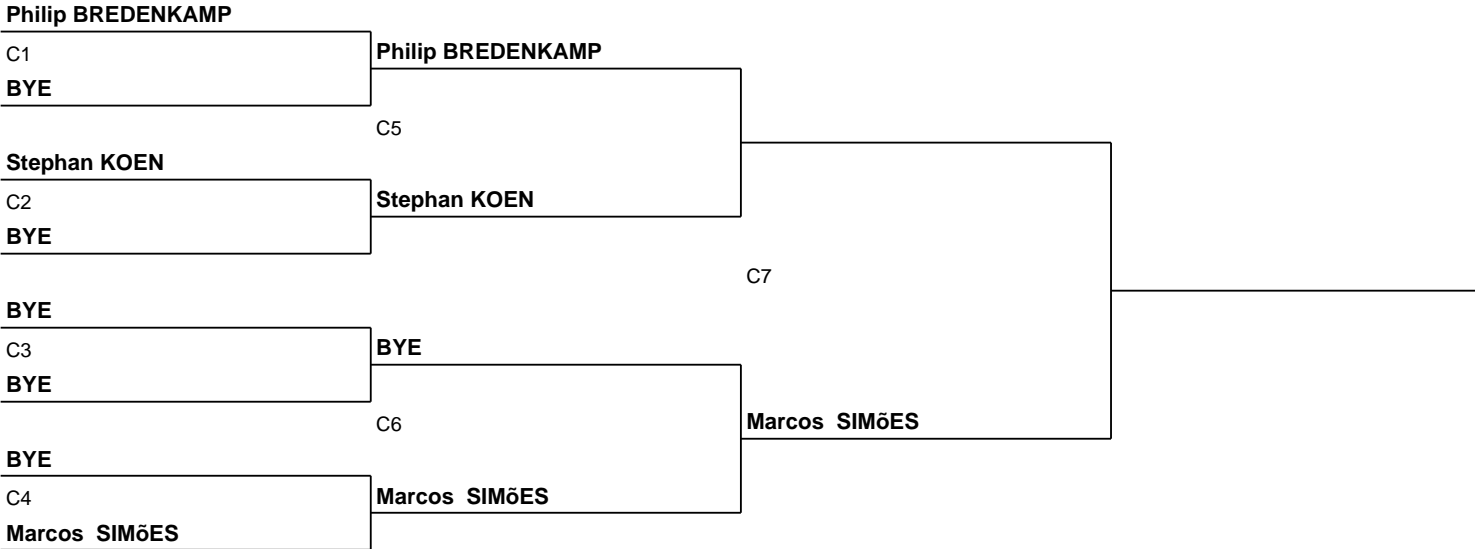 Philip BREDENKAMP
C1
BYE
Philip BREDENKAMP
C5
Stephan KOEN
C2
BYE
Stephan KOEN
C7
BYE
C3
BYE
BYE
C6
Marcos  SIMõES
BYE
C4
Marcos  SIMõES
Marcos  SIMõES